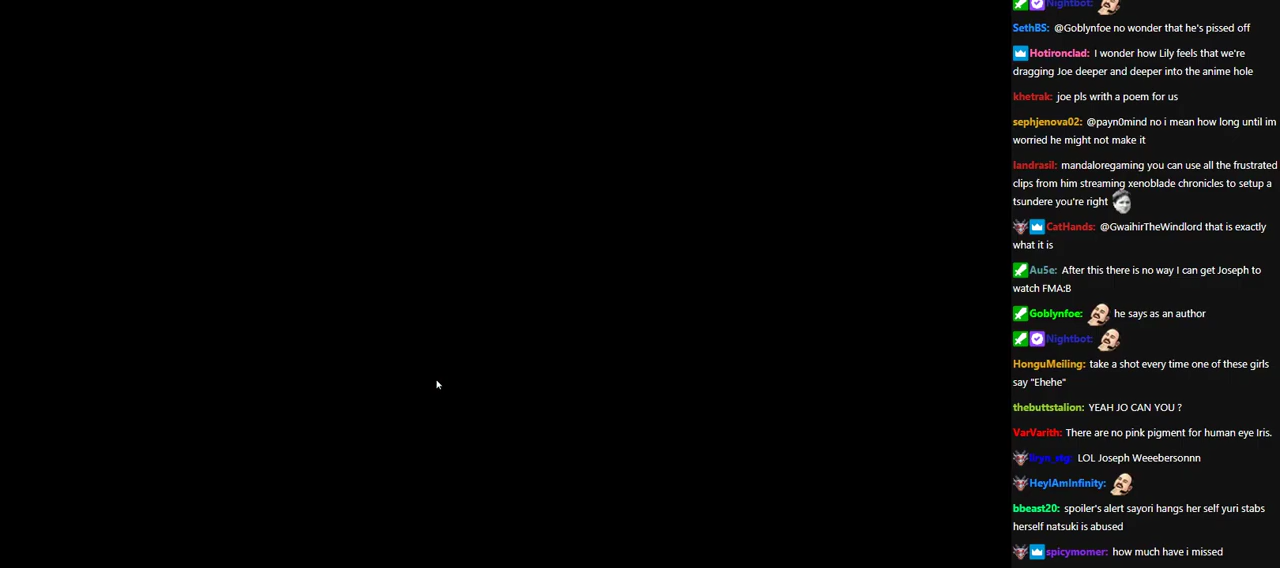 Nightbot:
SethBS: @Goblynfoe no wonder that he's pissed off
Hotironclad: I wonder how Lily feels that we're
dragging Joe deeper and deeper into the anime hole
khetrak: joe pls writh a poem for us
sephjenova02: @payn0mind no i mean how long until im
worried he might not make it
landrasil: mandaloregaming you can use all the frustrated
clips from him streaming xenoblade chronicles to setup a
tsundere you're right
CatHands: @GwaihirTheWindlord that is exactly
what it is
Au5e: After this there is no way I can get Joseph to
watch FMA:B
Goblynfoe: he says as an author
Nightbot:
HonguMeiling: take a shot every time one of these girls
say "Ehehe"
thebuttstalion: YEAH JO CAN YOU ?
VarVarith: There are no pink pigment for human eye Iris.
LOL Joseph Weeebersonnn
HeyIAmInfinity:
bbeast20: spoiler's alert sayori hangs her self yuri stabs
herself natsuki is abused
spicymomer: how much have i missed